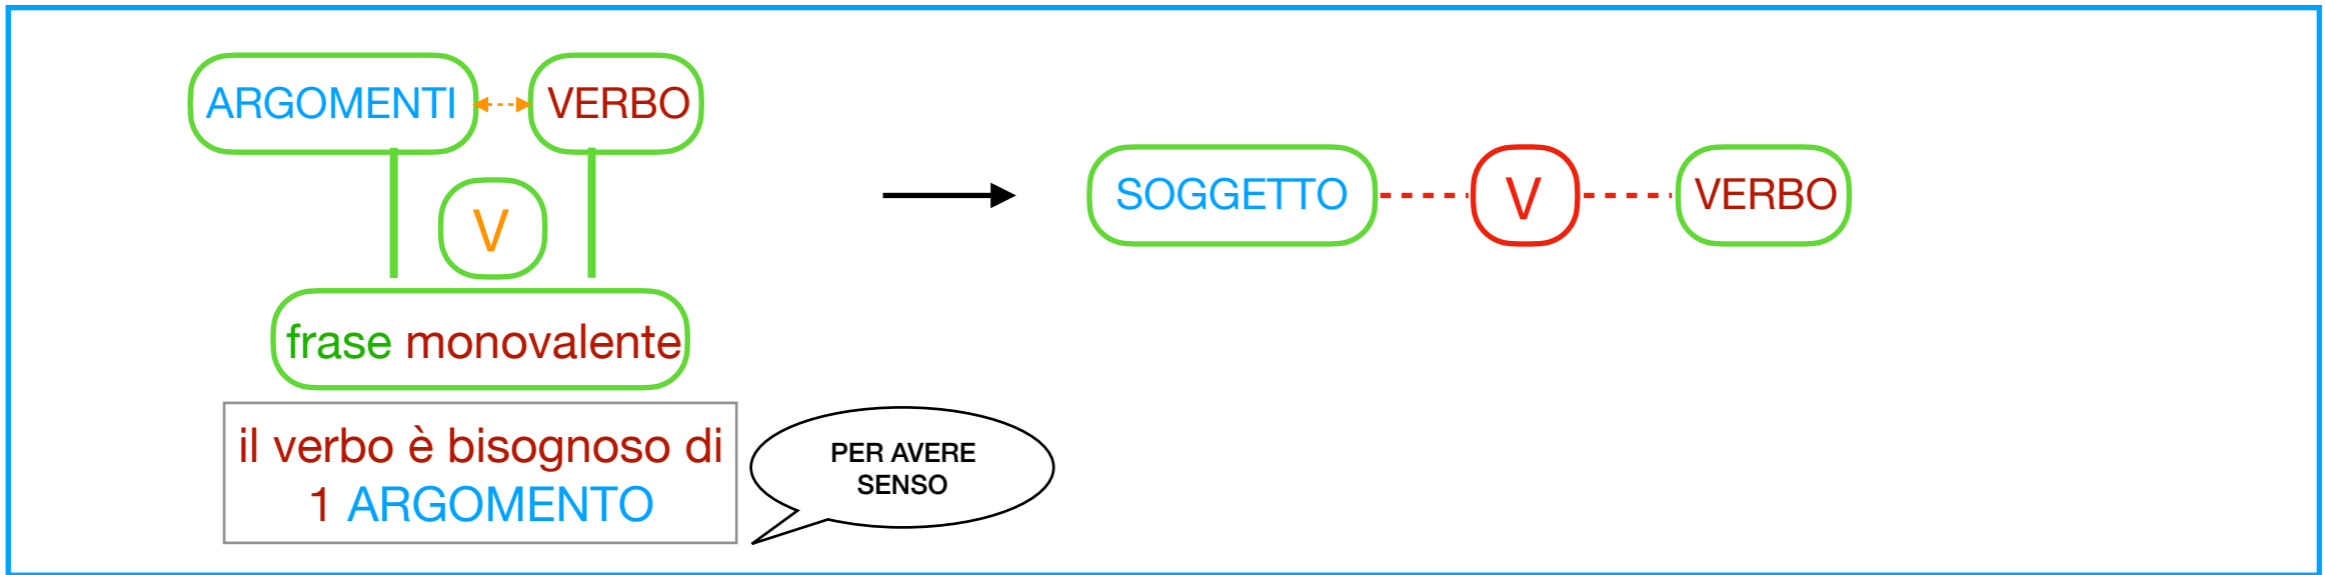 ARGOMENTI VERBO
V
frase monovalente
il verbo è bisognoso di
1 ARGOMENTO
PER AVERE
SENSO
SOGGETTO V VERBO